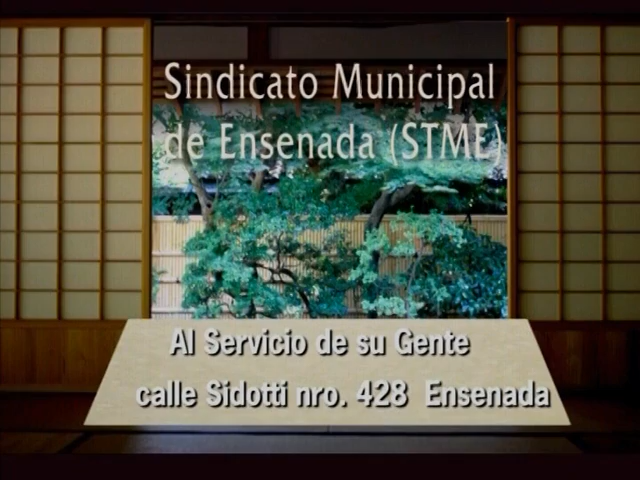 Sindicato Municipal
de Ensenada (STME)
Al Servicio de su Gente
calle Sidotti nro. 428 Ensenada